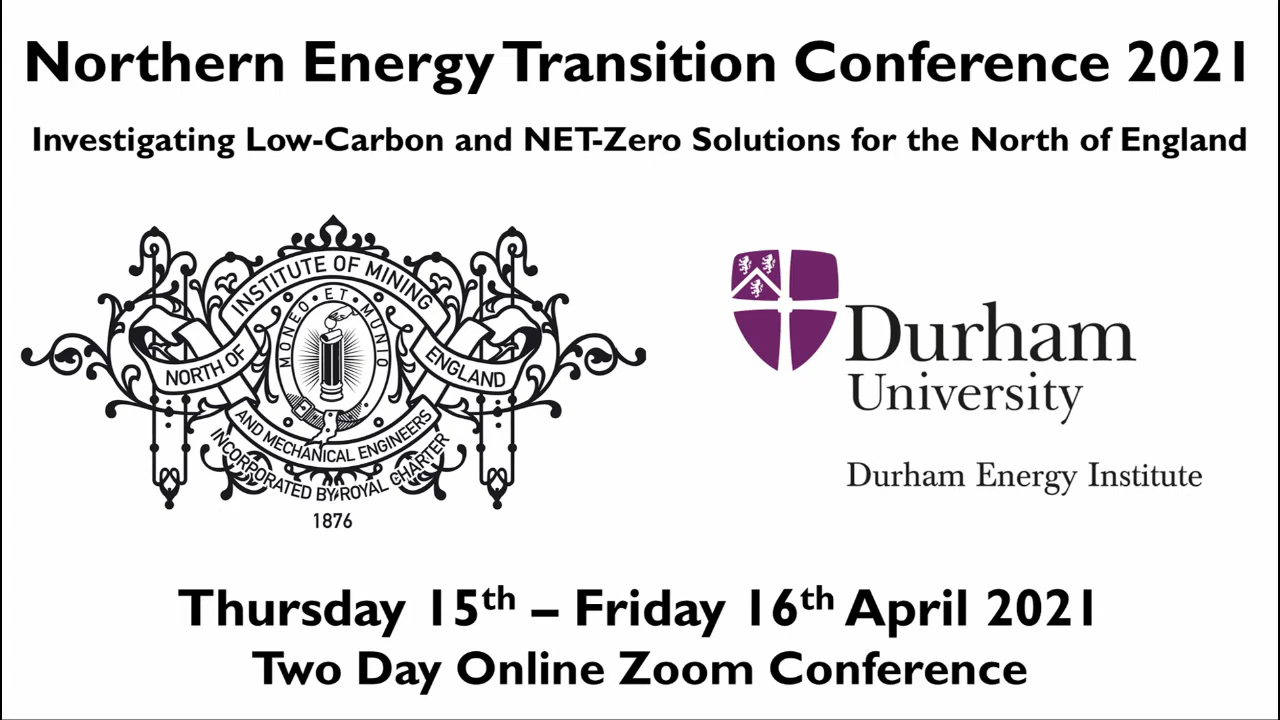 Northern Energy Transition Conference 2021
Investigating Low-Carbon and NET-Zero Solutions for the North of England
INSTITUTE OF MINING
MONEO • ET • MUNIO
NORTH OF
ENGLAND
AND MECHANICAL ENGINEERS
INCORPORATED BY ROYAL CHARTER
1876
Durham
University
Durham Energy Institute
Thursday 15th – Friday 16th April 2021
Two Day Online Zoom Conference